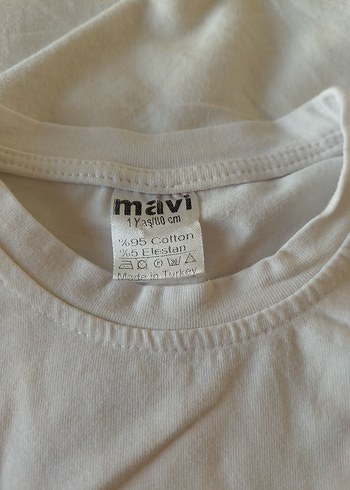 mavi
1 Yaş/80 cm
%95 Cotton
%5 Elestan
Made in Turkey